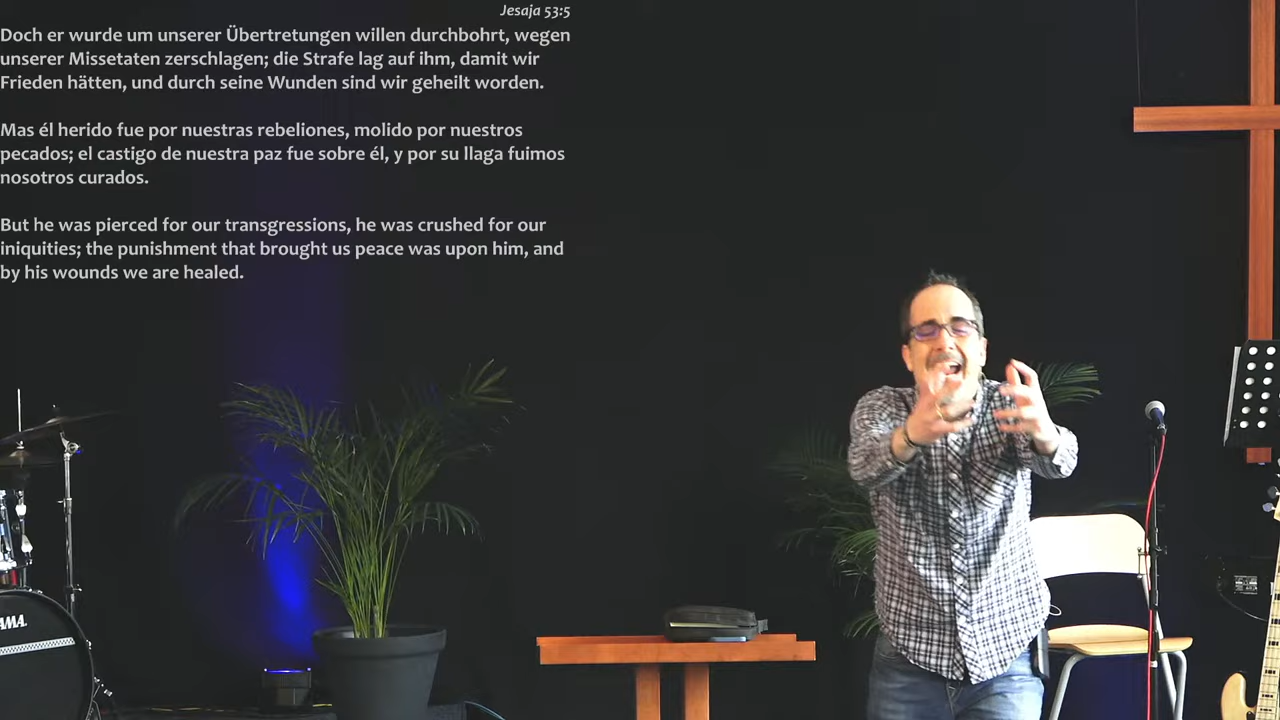 Jesaja 53:5
Doch er wurde um unserer Übertretungen willen durchbohrt, wegen
unserer Missetaten zerschlagen; die Strafe lag auf ihm, damit wir
Frieden hätten, und durch seine Wunden sind wir geheilt worden.
Mas él herido fue por nuestras rebeliones, molido por nuestros
pecados; el castigo de nuestra paz fue sobre él, y por su llaga fuimos
nosotros curados.
But he was pierced for our transgressions, he was crushed for our
iniquities; the punishment that brought us peace was upon him, and
by his wounds we are healed.
AMA.